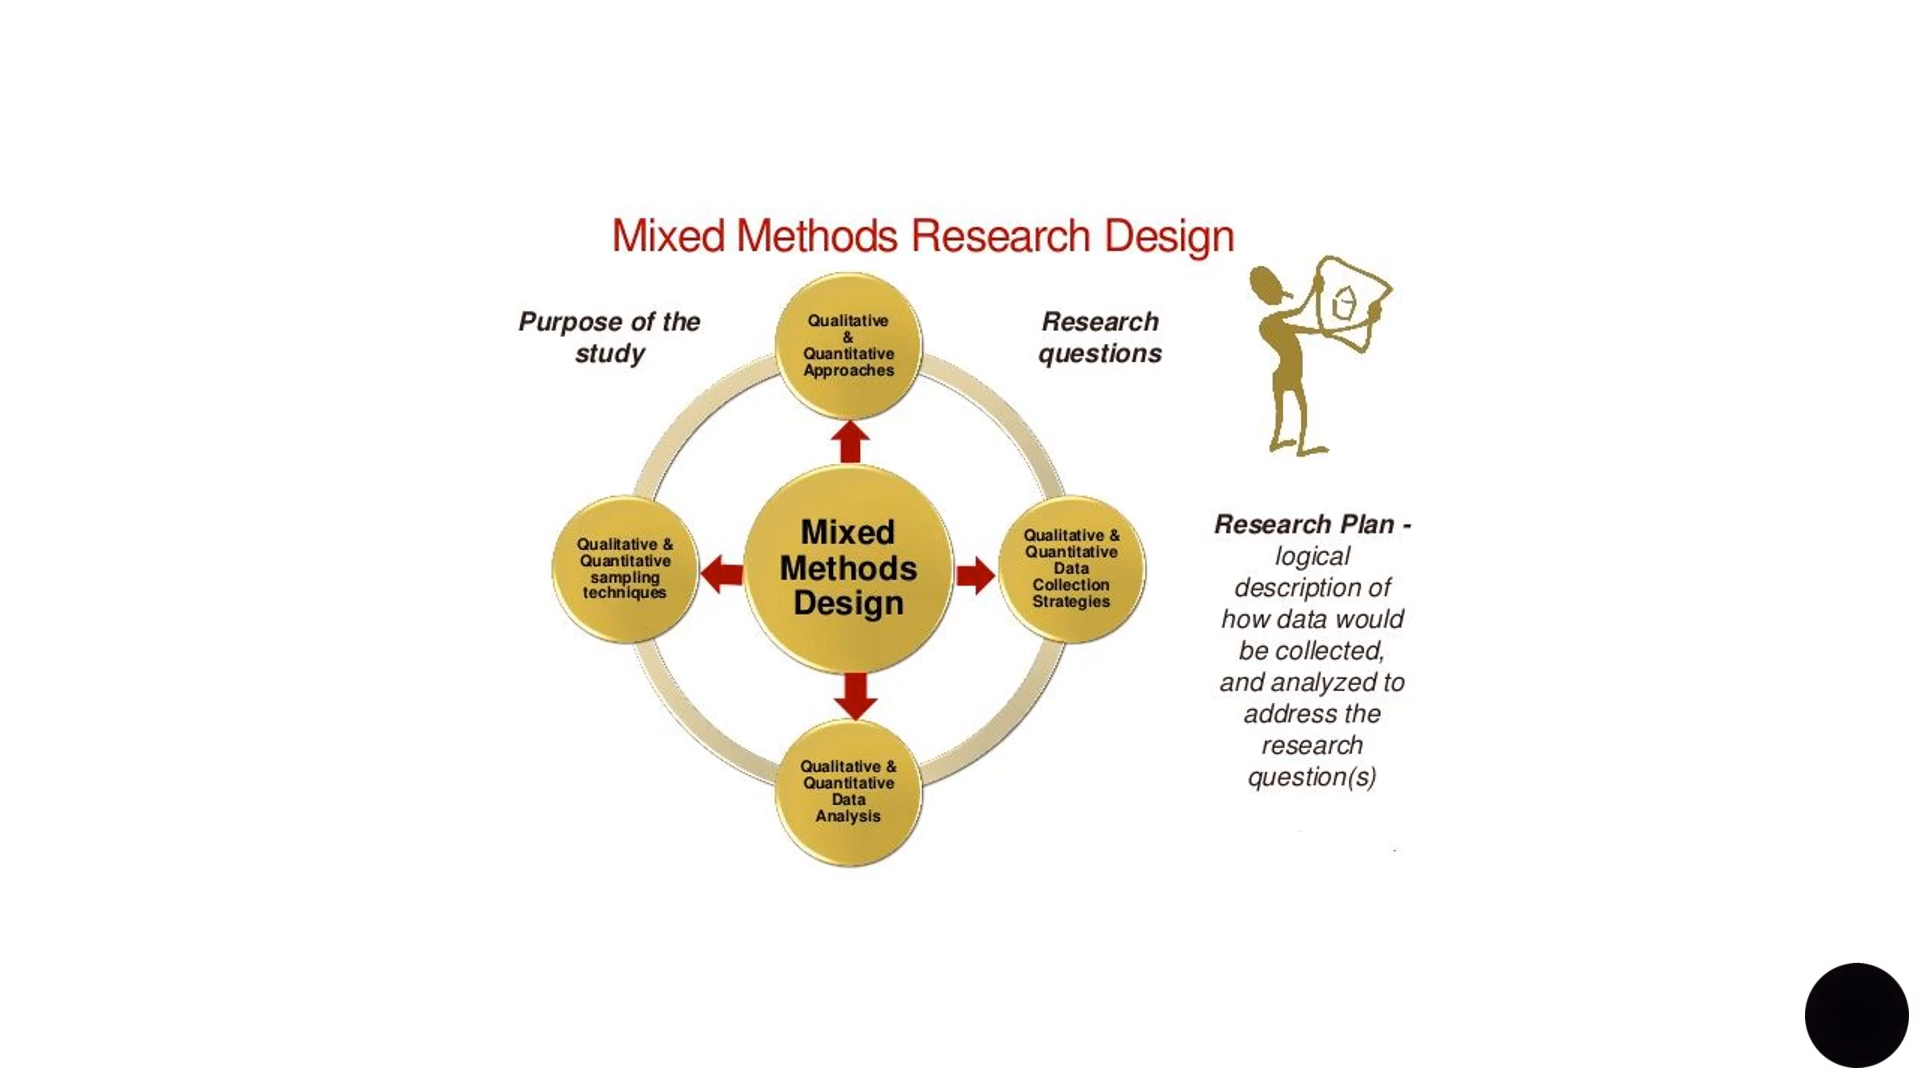 Mixed Methods Research Design
Purpose of the
study
Qualitative
&
Quantitative
Approaches
Research
questions
Qualitative &
Quantitative
sampling
techniques
Mixed
Methods
Design
Qualitative &
Quantitative
Data
Collection
Strategies
Qualitative &
Quantitative
Data
Analysis
Research Plan -
logical
description of
how data would
be collected,
and analyzed to
address the
research
question(s)